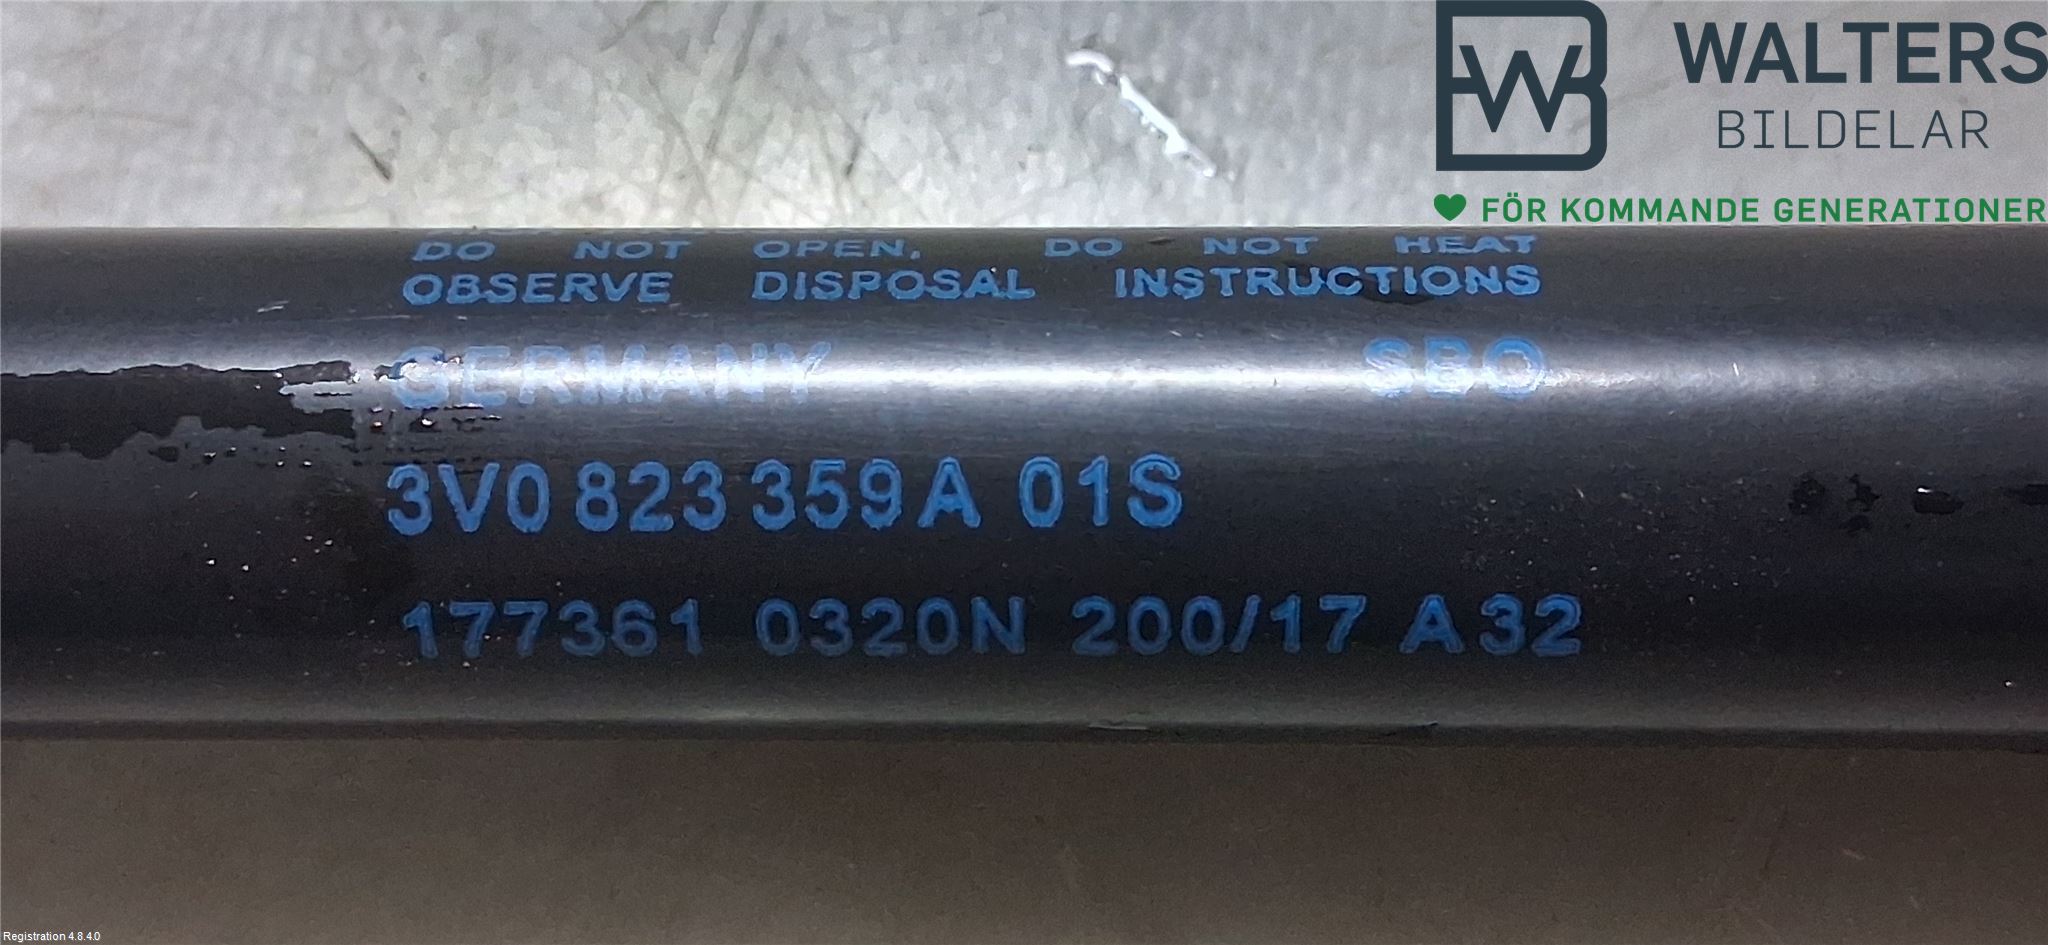 WALTERS
BILDELAR
FÖR KOMMANDE GENERATIONER
DO NOT OPEN. DO NOT HEAT
OBSERVE DISPOSAL INSTRUCTIONS
GERMANY SBO
3V0 823 359 A 01S
177361 0320N 200/17 A 32
Registration 4.8.4.0